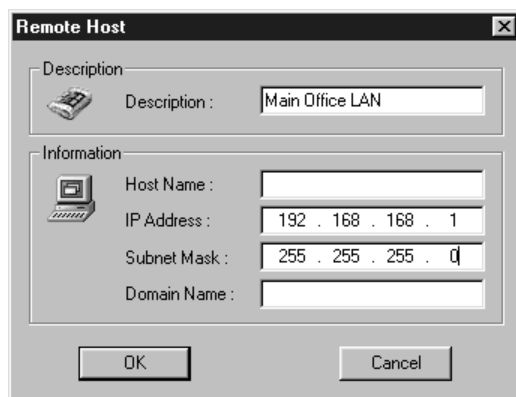 Remote Host
Description
Description : Main Office LAN
Information
Host Name :
IP Address : 192 . 168 . 168 . 1
Subnet Mask : 255 . 255 . 255 . 0
Domain Name :
OK Cancel